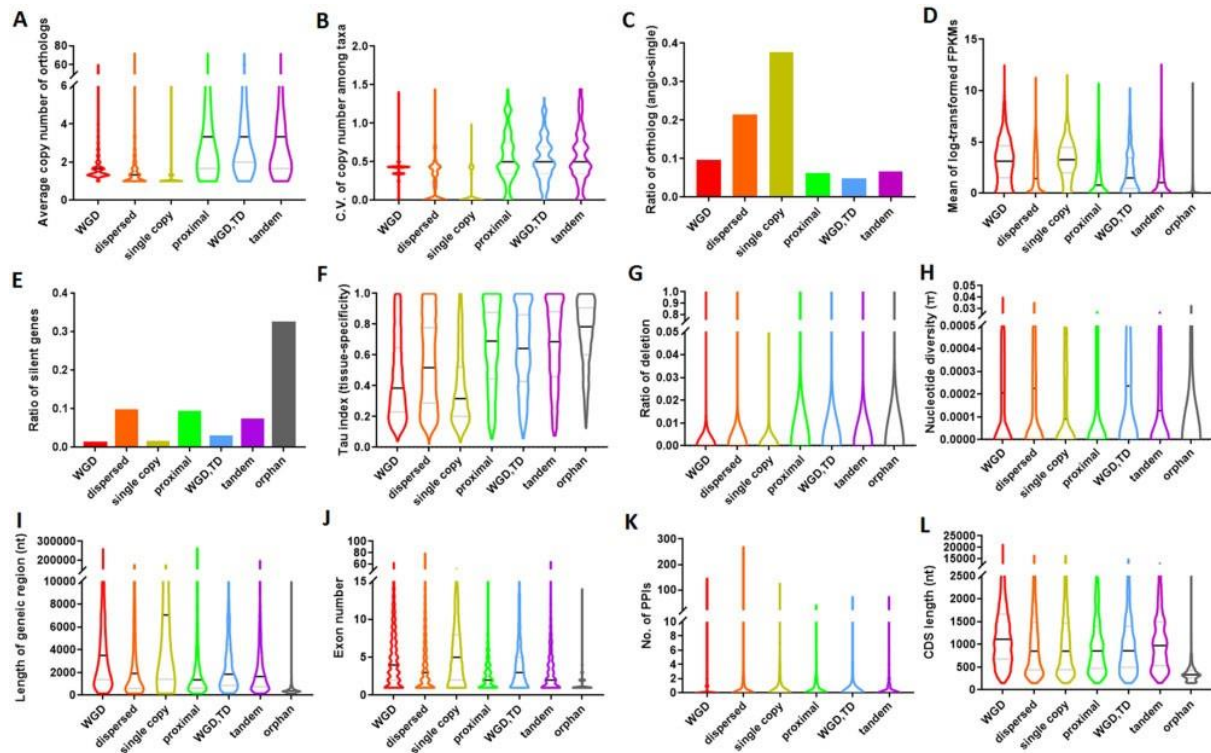 A
Average copy number of orthologs
80
60
40
20
6
4
2
0
WGD
dispersed
single copy
proximal
WGD,TD
tandem
B
C.V. of copy number among taxa
2.0
1.5
1.0
0.5
0.0
WGD
dispersed
single copy
proximal
WGD,TD
tandem
C
Ratio of ortholog (angio-single)
0.4
0.3
0.2
0.1
0.0
WGD
dispersed
single copy
proximal
WGD,TD
tandem
D
Mean of log-transformed FPKMs
15
10
5
0
WGD
dispersed
single copy
proximal
WGD,TD
tandem
orphan
E
Ratio of silent genes
0.4
0.3
0.2
0.1
0.0
WGD
dispersed
single copy
proximal
WGD,TD
tandem
orphan
F
Tau index (tissue-specificity)
1.0
0.8
0.6
0.4
0.2
0.0
WGD
dispersed
single copy
proximal
WGD,TD
tandem
orphan
G
Ratio of deletion
1.0
0.8
0.6
0.4
0.2
0.05
0.04
0.03
0.02
0.01
0.00
WGD
dispersed
single copy
proximal
WGD,TD
tandem
orphan
H
Nucleotide diversity (π)
0.05
0.04
0.03
0.0005
0.0004
0.0003
0.0002
0.0001
0.0000
WGD
dispersed
single copy
proximal
WGD,TD
tandem
orphan
I
Length of geneic region (nt)
300000
200000
100000
10000
8000
6000
4000
2000
0
WGD
dispersed
single copy
proximal
WGD,TD
tandem
orphan
J
Exon number
100
80
60
40
20
15
10
5
0
WGD
dispersed
single copy
proximal
WGD,TD
tandem
orphan
K
No. of PPIs
300
200
100
10
8
6
4
2
0
WGD
dispersed
single copy
proximal
WGD,TD
tandem
L
CDS length (nt)
25000
20000
15000
10000
5000
2500
2000
1500
1000
500
0
WGD
dispersed
single copy
proximal
WGD,TD
tandem
orphan